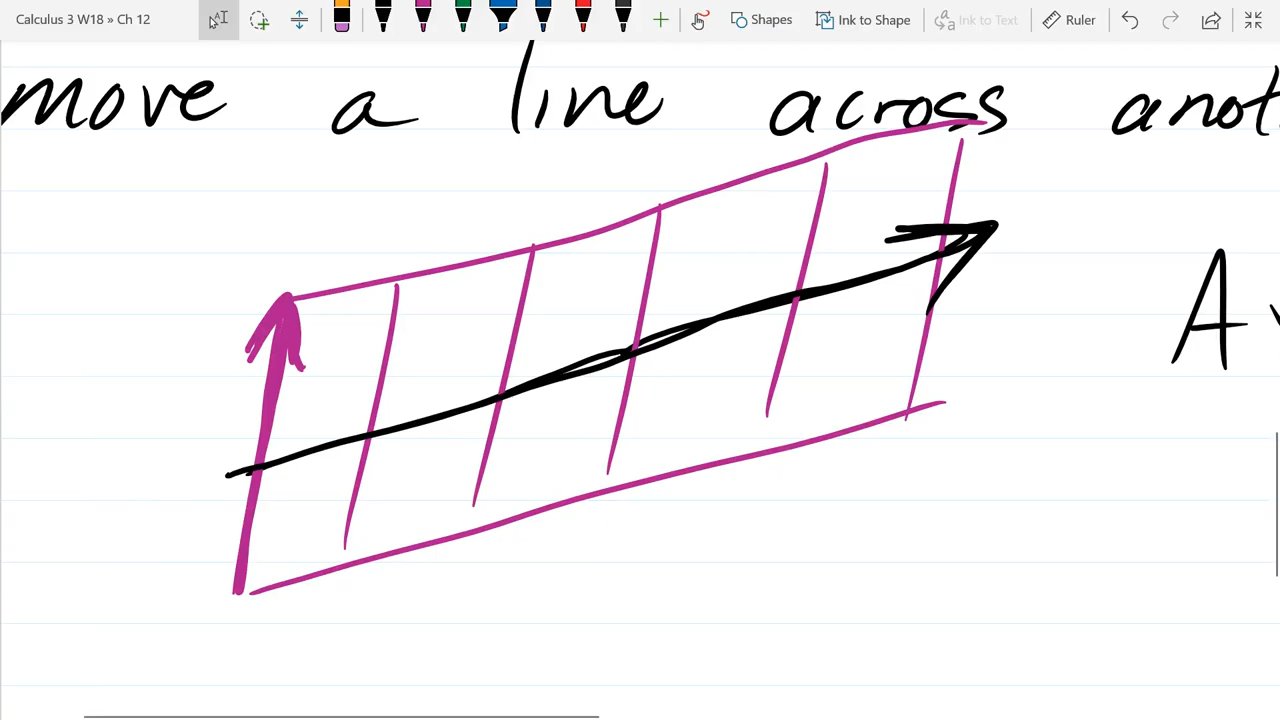 Calculus 3 W18 » Ch 12
Shapes
Ink to Shape
Ink to Text
Ruler
move a line across anot
A